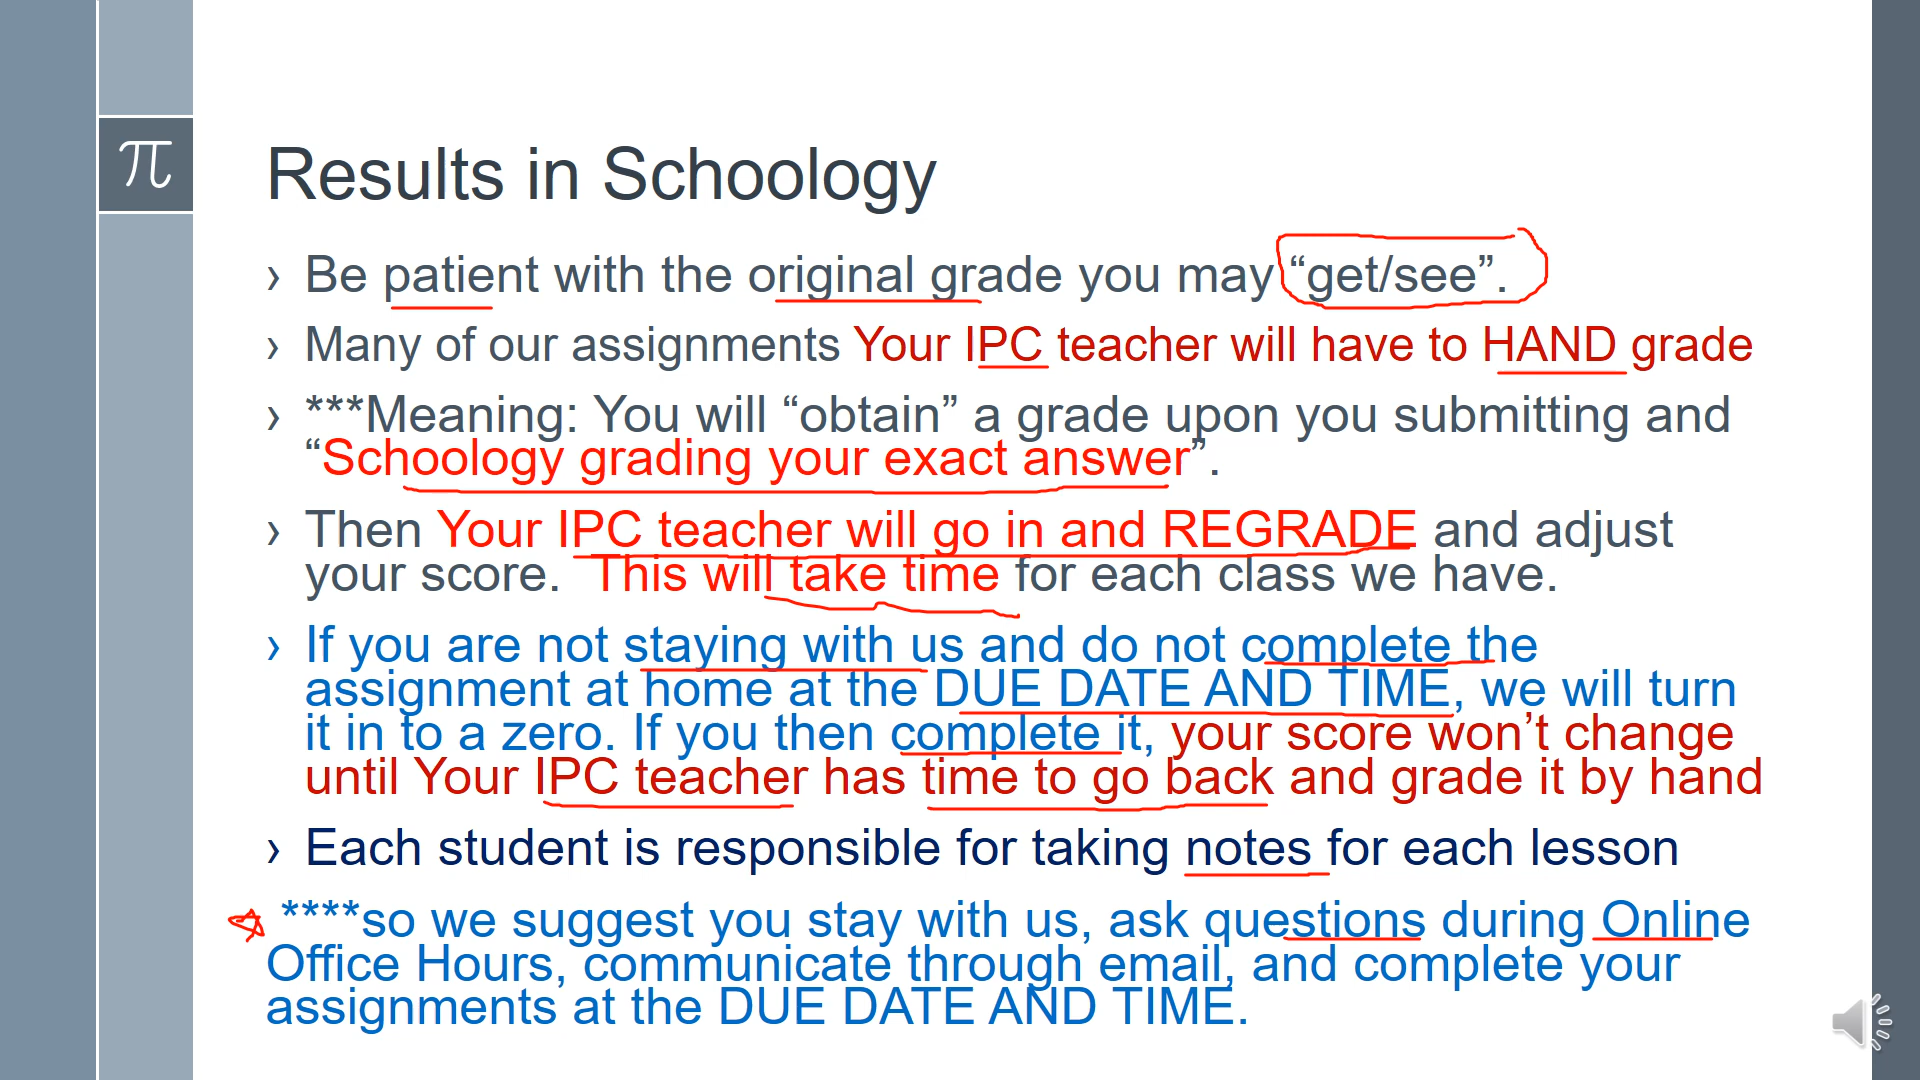 π
Results in Schoology
› Be patient with the original grade you may “get/see”.
› Many of our assignments Your IPC teacher will have to HAND grade
› ***Meaning: You will “obtain” a grade upon you submitting and
“Schoology grading your exact answer”.
› Then Your IPC teacher will go in and REGRADE and adjust
your score.  This will take time for each class we have.
› If you are not staying with us and do not complete the
assignment at home at the DUE DATE AND TIME, we will turn
it in to a zero. If you then complete it, your score won’t change
until Your IPC teacher has time to go back and grade it by hand
› Each student is responsible for taking notes for each lesson
****so we suggest you stay with us, ask questions during Online
Office Hours, communicate through email, and complete your
assignments at the DUE DATE AND TIME.